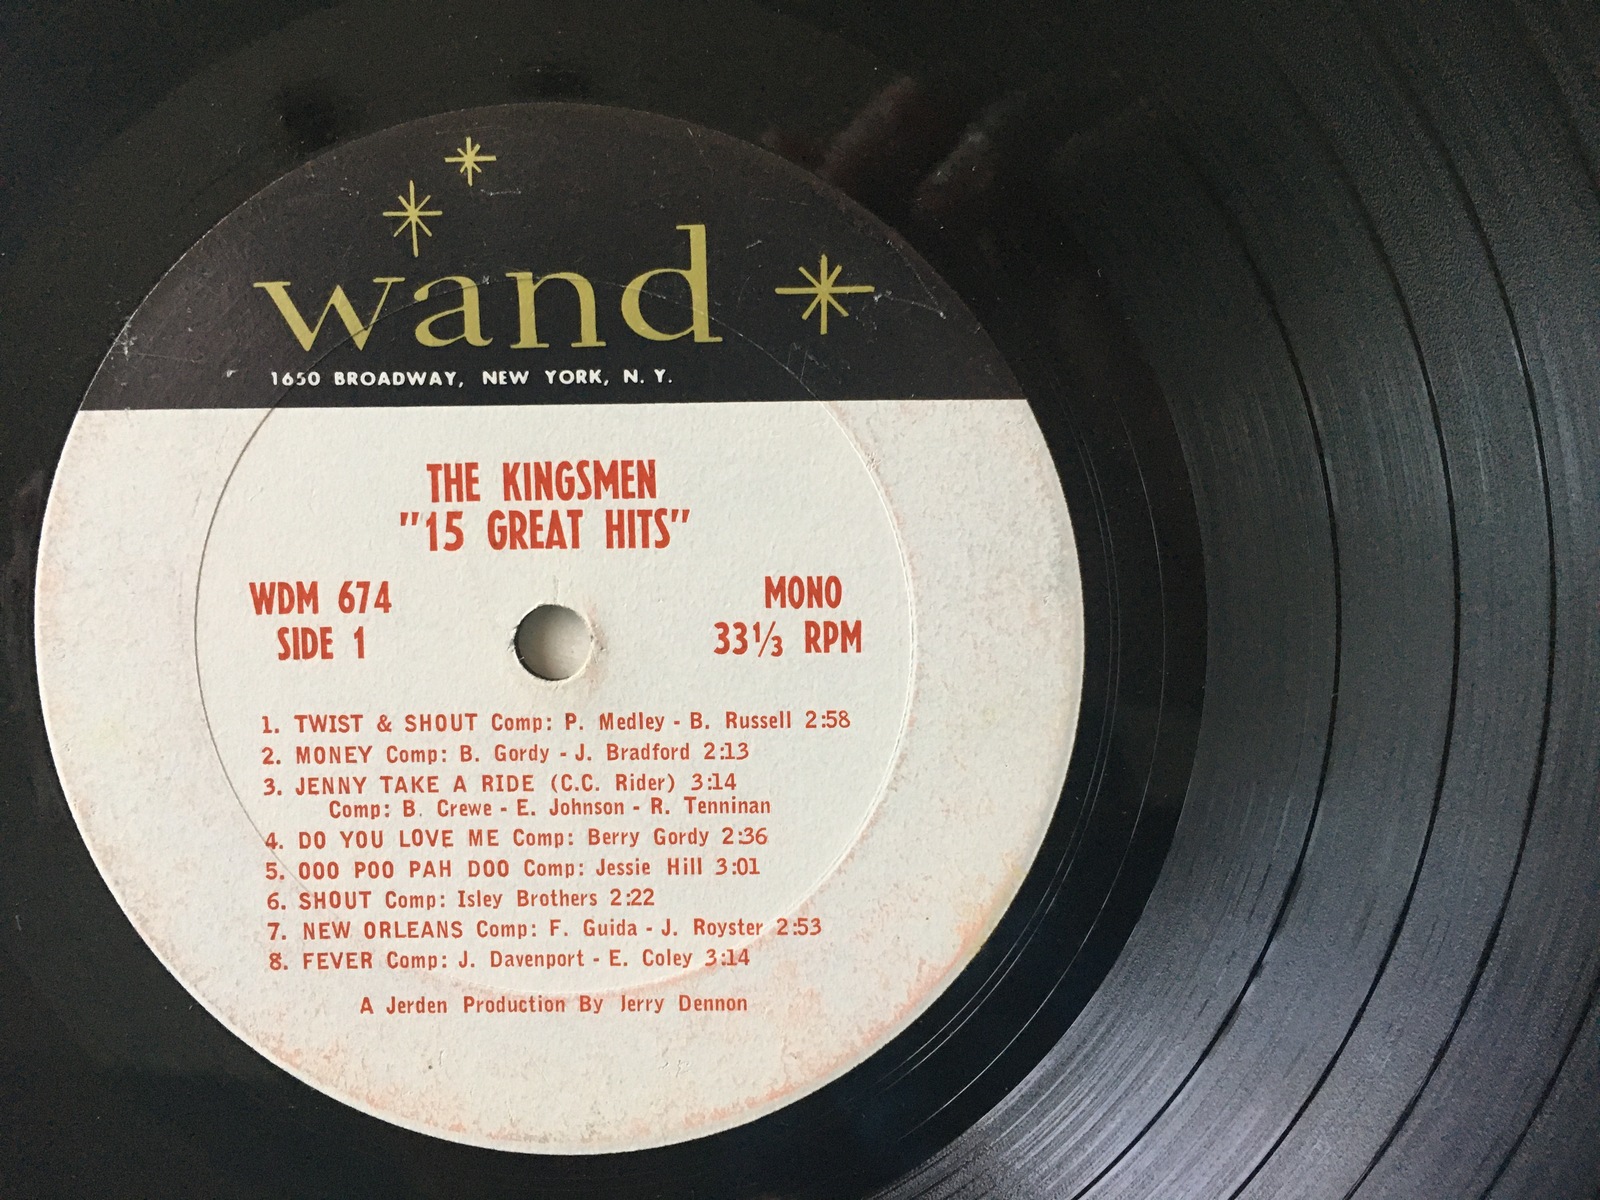 wand
1650 BROADWAY, NEW YORK, N. Y.
THE KINGSMEN
"15 GREAT HITS"
WDM 674
SIDE 1
MONO
33 1/3 RPM
1. TWIST & SHOUT Comp: P. Medley - B. Russell 2:58
2. MONEY Comp: B. Gordy - J. Bradford 2:13
3. JENNY TAKE A RIDE (C.C. Rider) 3:14
Comp: B. Crewe - E. Johnson - R. Tenninan
4. DO YOU LOVE ME Comp: Berry Gordy 2:36
5. OOO POO PAH DOO Comp: Jessie Hill 3:01
6. SHOUT Comp: Isley Brothers 2:22
7. NEW ORLEANS Comp: F. Guida - J. Royster 2:53
8. FEVER Comp: J. Davenport - E. Coley 3:14
A Jerden Production By Jerry Dennon